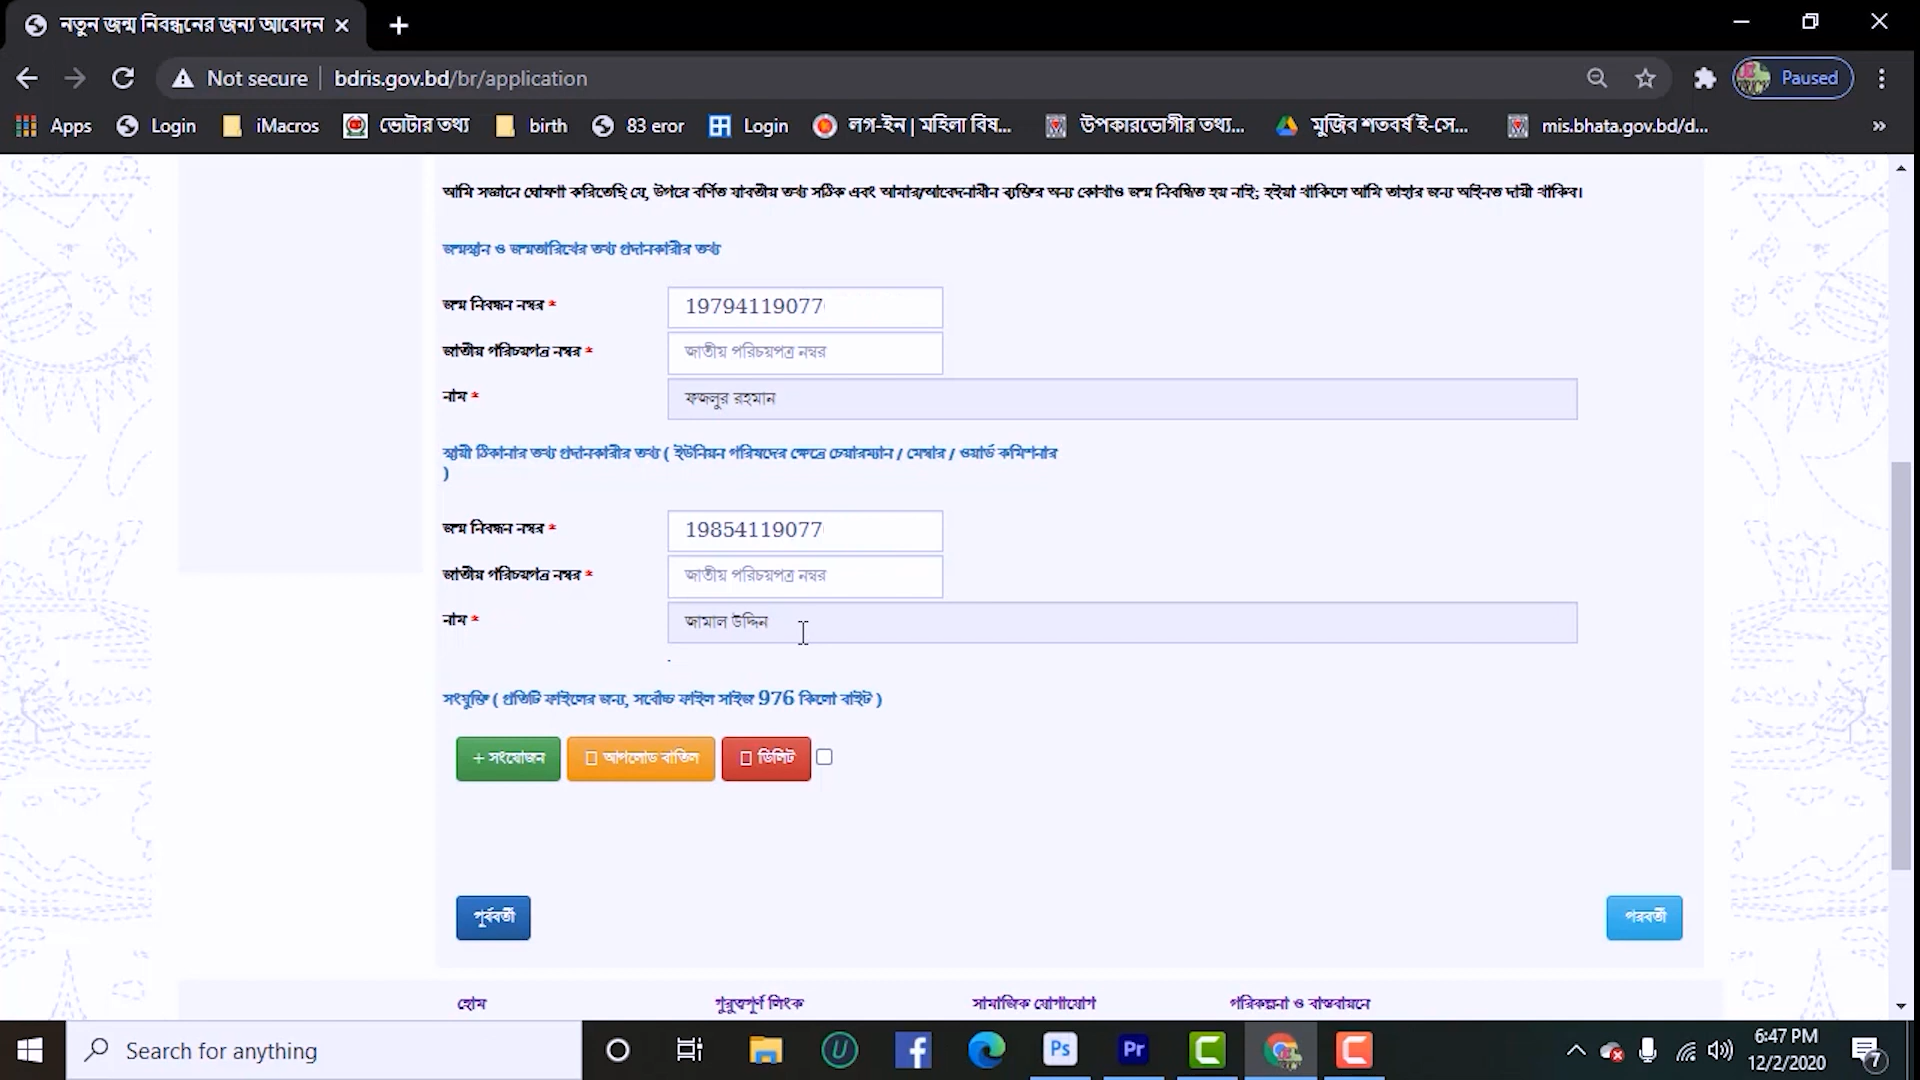 নতুন জন্ম নিবন্ধনের জন্য আবেদন
Not secure bdris.gov.bd/br/application Paused
Apps Login iMacros ভোটার তথ্য birth 83 eror Login লগ-ইন | মহিলা বিষ... উপকারভোগীর তথ্য... মুজিব শতবর্ষ ই-সে... mis.bhata.gov.bd/d... »
আমি সজ্ঞানে ঘোষণা করিতেছি যে, উপরে বর্ণিত যাবতীয় তথ্য সঠিক এবং আমার/আবেদনাধীন ব্যক্তির অন্য কোথাও জন্ম নিবন্ধিত হয় নাই; হইয়া থাকিলে আমি তাহার জন্য আইনত দায়ী থাকিব।
জন্মস্থান ও জন্মতারিখের তথ্য প্রদানকারীর তথ্য
জন্ম নিবন্ধন নম্বর * 19794119077
জাতীয় পরিচয়পত্র নম্বর * জাতীয় পরিচয়পত্র নম্বর
নাম * ফজলুর রহমান
স্থায়ী ঠিকানার তথ্য প্রদানকারীর তথ্য ( ইউনিয়ন পরিষদের ক্ষেত্রে চেয়ারম্যান / মেম্বার / ওয়ার্ড কমিশনার
)
জন্ম নিবন্ধন নম্বর * 19854119077
জাতীয় পরিচয়পত্র নম্বর * জাতীয় পরিচয়পত্র নম্বর
নাম * জামাল উদ্দিন
সংযুক্তি ( প্রতিটি ফাইলের জন্য, সর্বোচ্চ ফাইল সাইজ 976 কিলো বাইট )
+ সংযোজন আপলোড বাতিল ডিলিট
পূর্ববর্তী পরবর্তী
হোম গুরুত্বপূর্ণ লিংক সামাজিক যোগাযোগ পরিকল্পনা ও বাস্তবায়নে
Search for anything Ps Pr 6:47 PM
12/2/2020 7